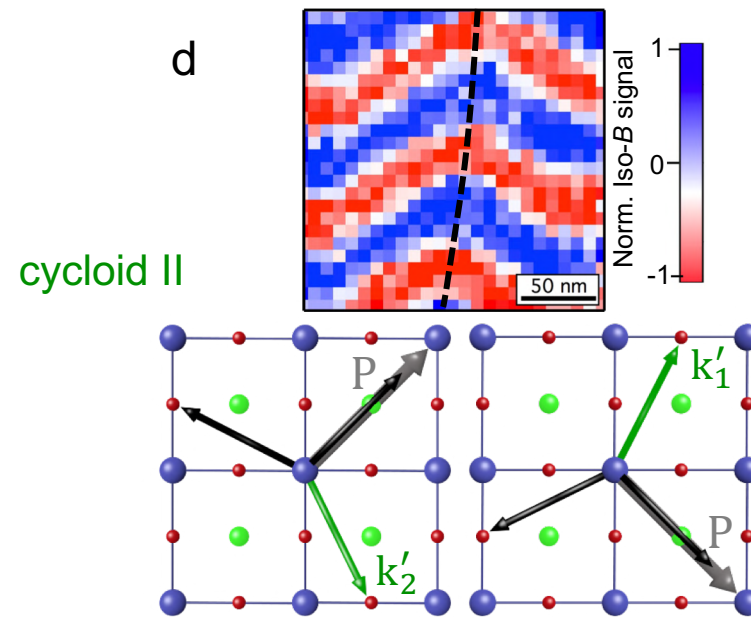 d
1
0
-1
Norm. Iso-B signal
50 nm
cycloid II
P
k′₂
k′₁
P